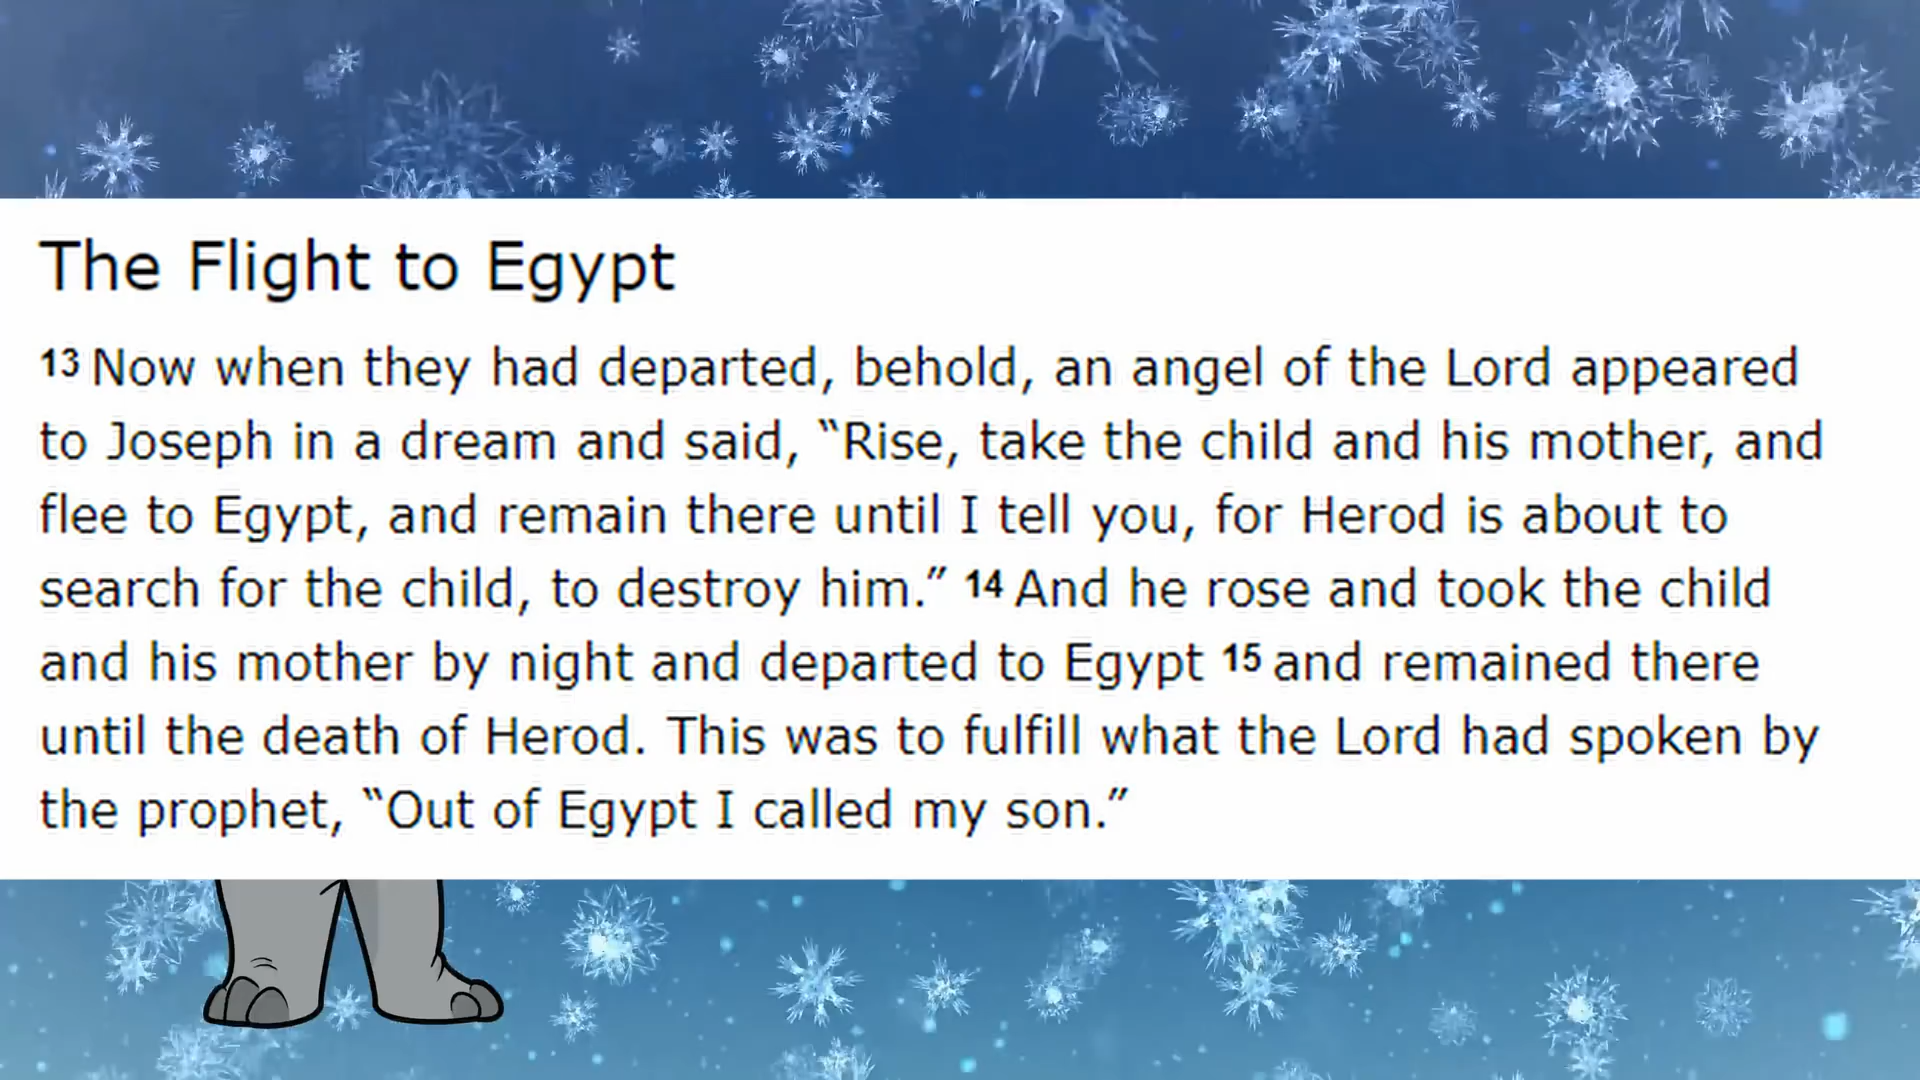 The Flight to Egypt
13 Now when they had departed, behold, an angel of the Lord appeared
to Joseph in a dream and said, “Rise, take the child and his mother, and
flee to Egypt, and remain there until I tell you, for Herod is about to
search for the child, to destroy him.” 14 And he rose and took the child
and his mother by night and departed to Egypt 15 and remained there
until the death of Herod. This was to fulfill what the Lord had spoken by
the prophet, “Out of Egypt I called my son.”